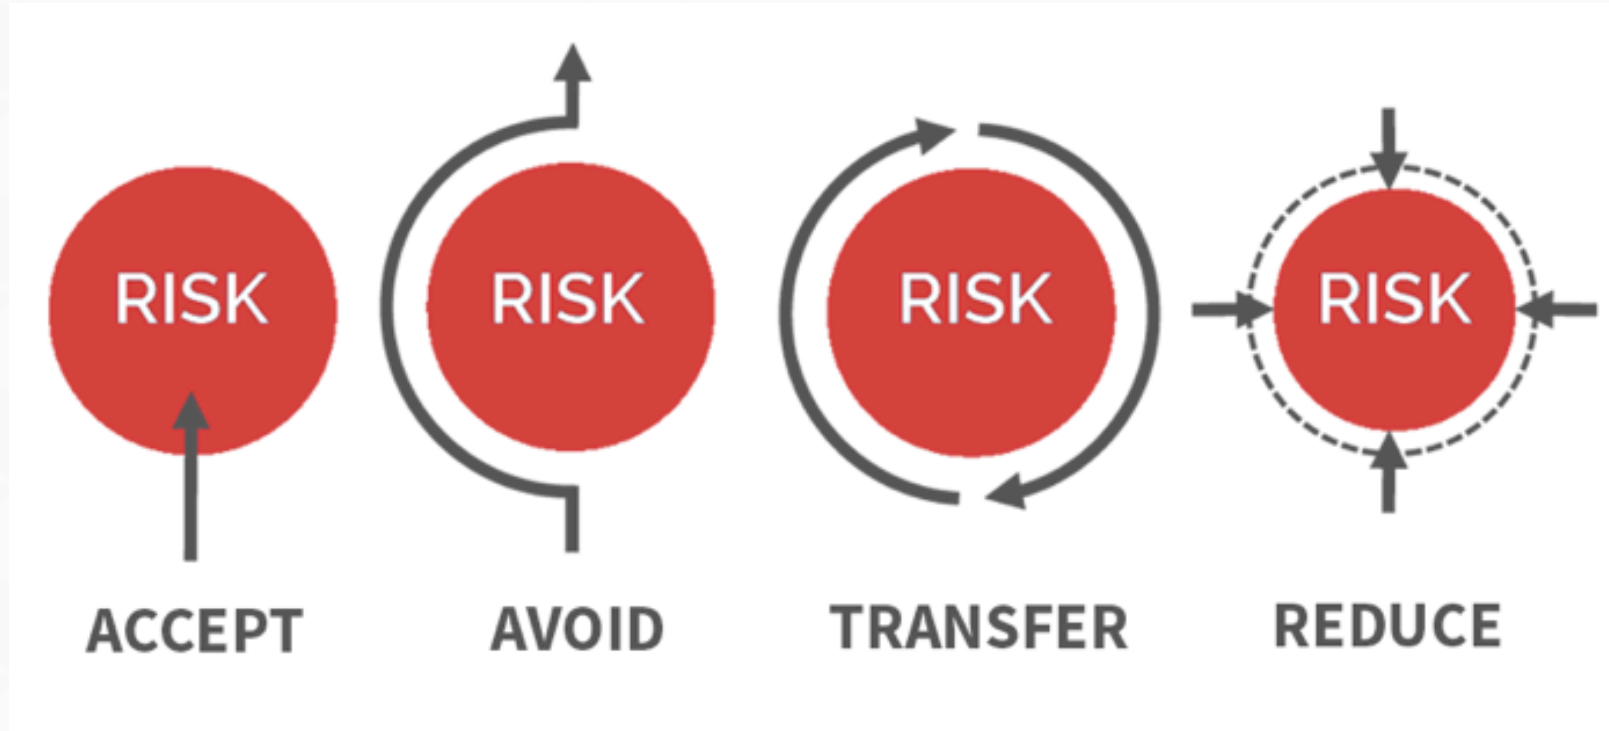 RISK
RISK
RISK
RISK
ACCEPT
AVOID
TRANSFER
REDUCE